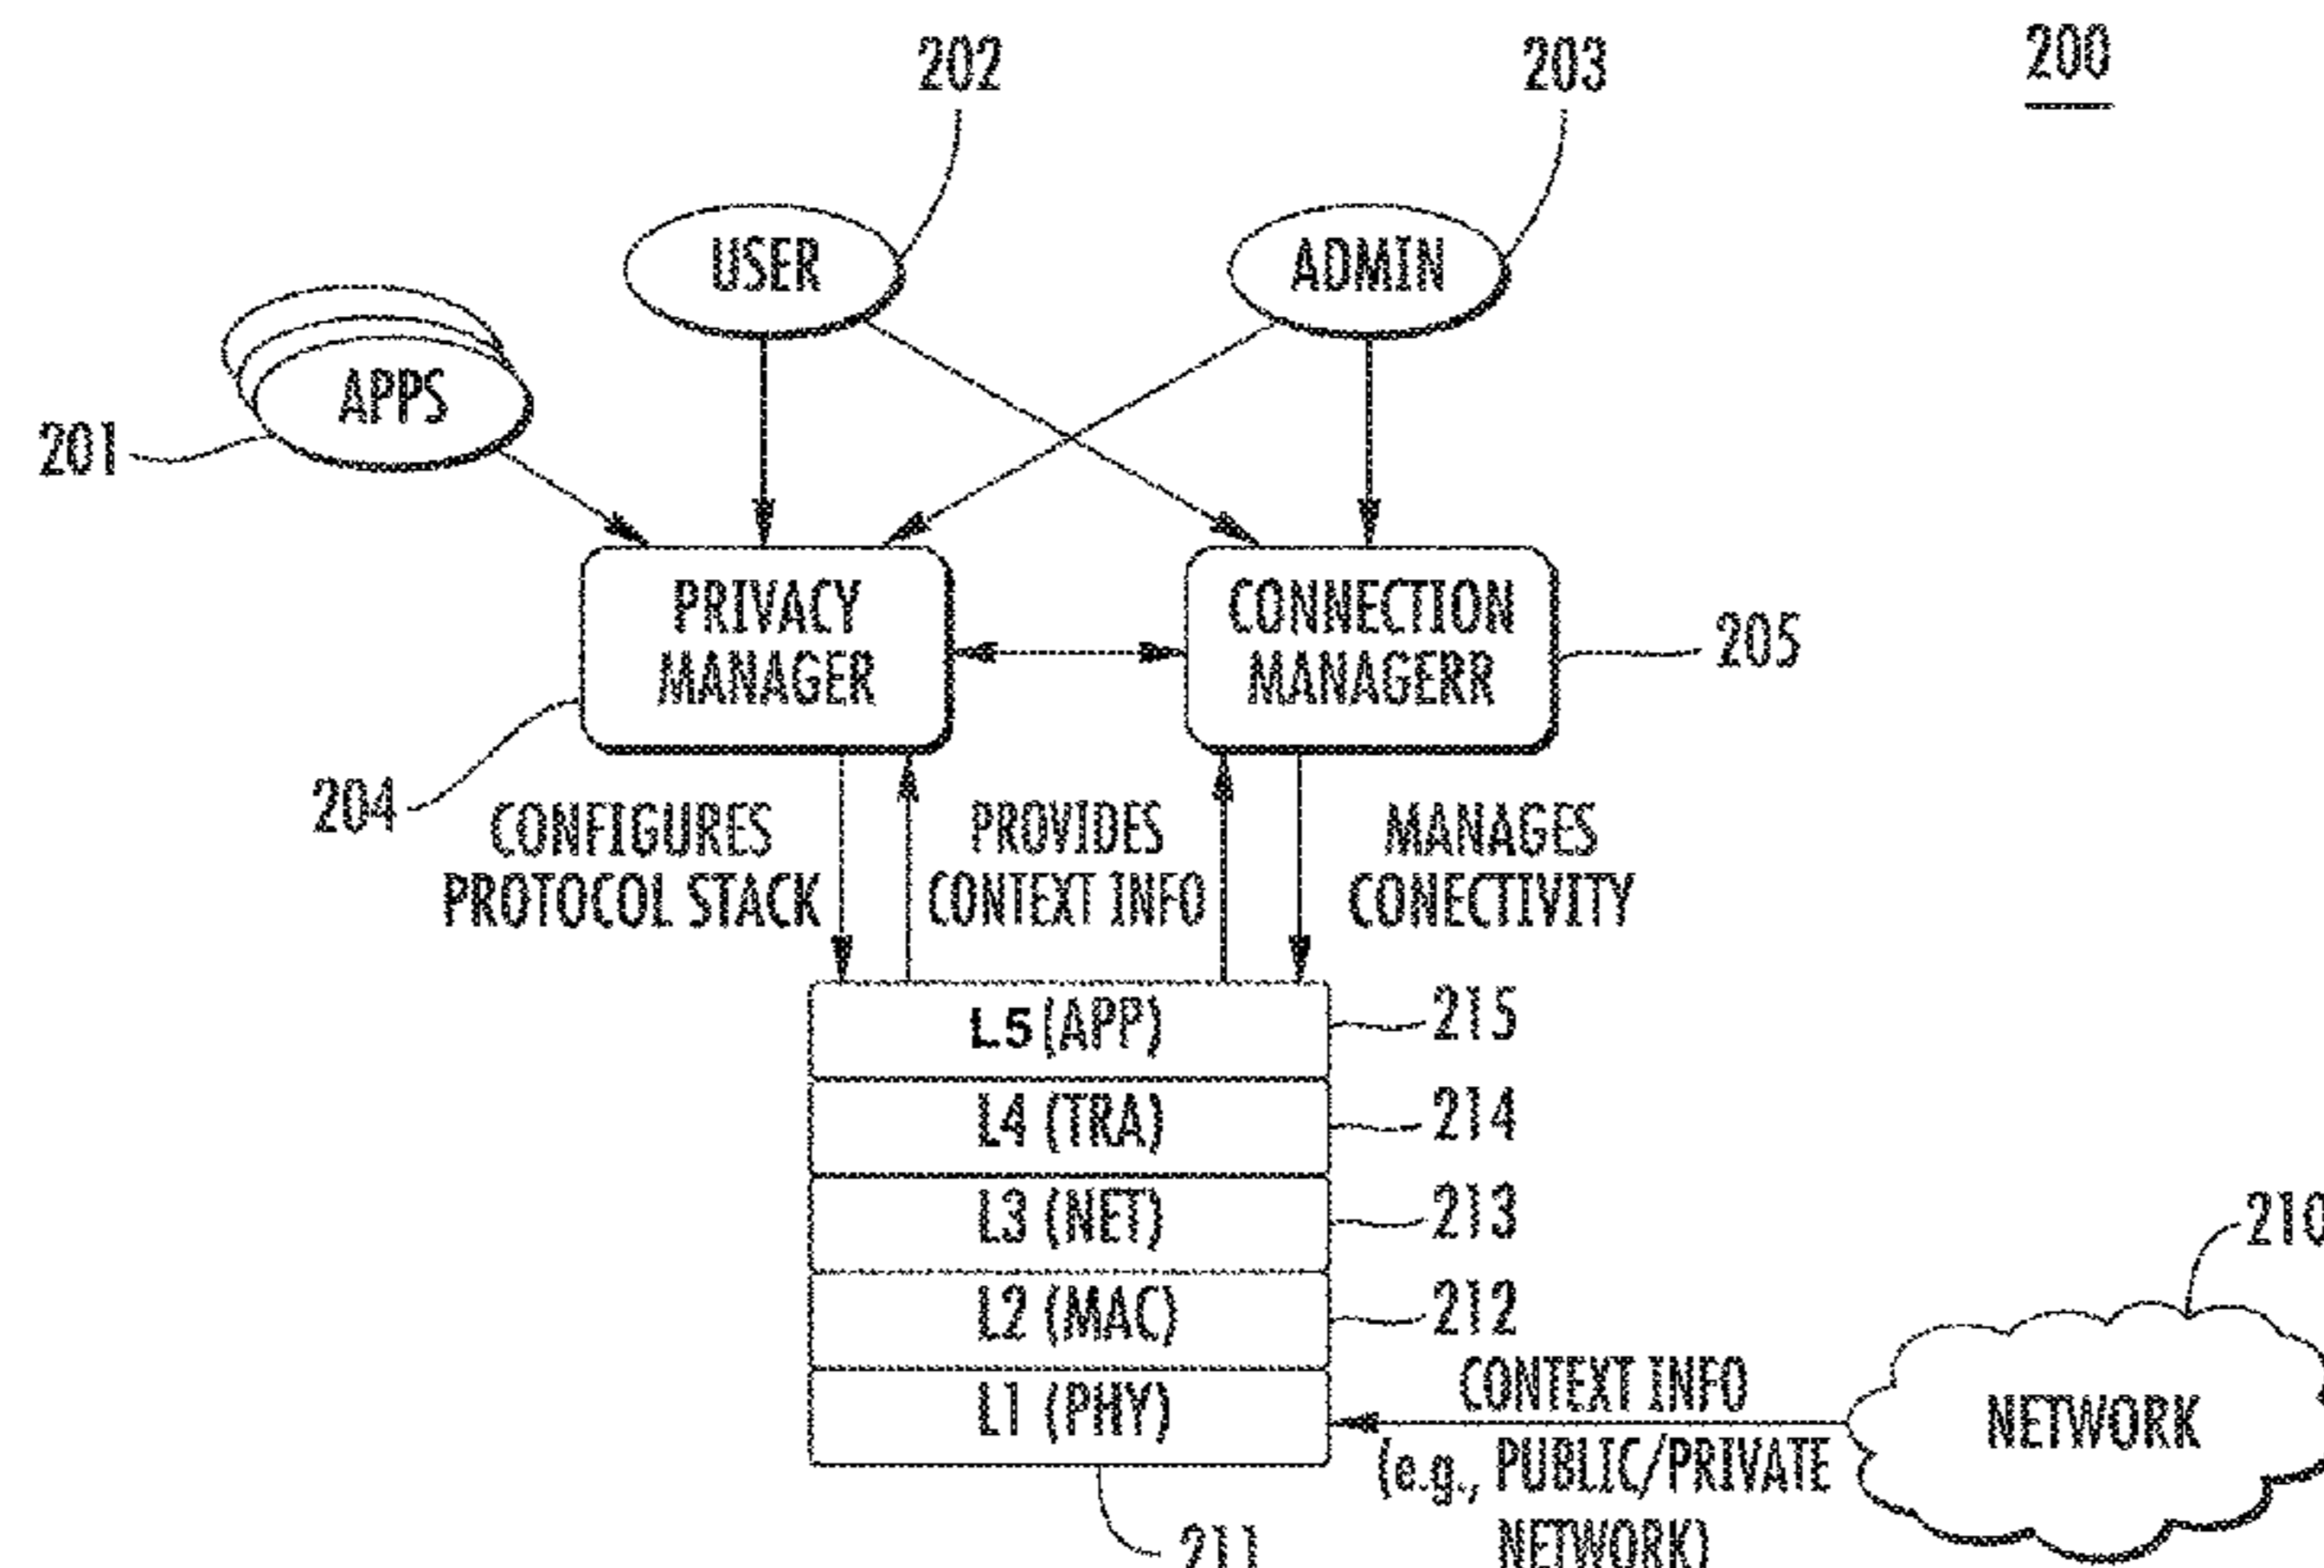 202
203
200
USER
ADMIN
APPS
201
PRIVACY
MANAGER
CONNECTION
MANAGERR
205
204
CONFIGURES
PROTOCOL STACK
PROVIDES
CONTEXT INFO
MANAGES
CONECTIVITY
L5 (APP)
215
L4 (TRA)
214
L3 (NET)
213
210
L2 (MAC)
212
L1 (PHY)
CONTEXT INFO
(e.g., PUBLIC/PRIVATE
NETWORK)
NETWORK
211